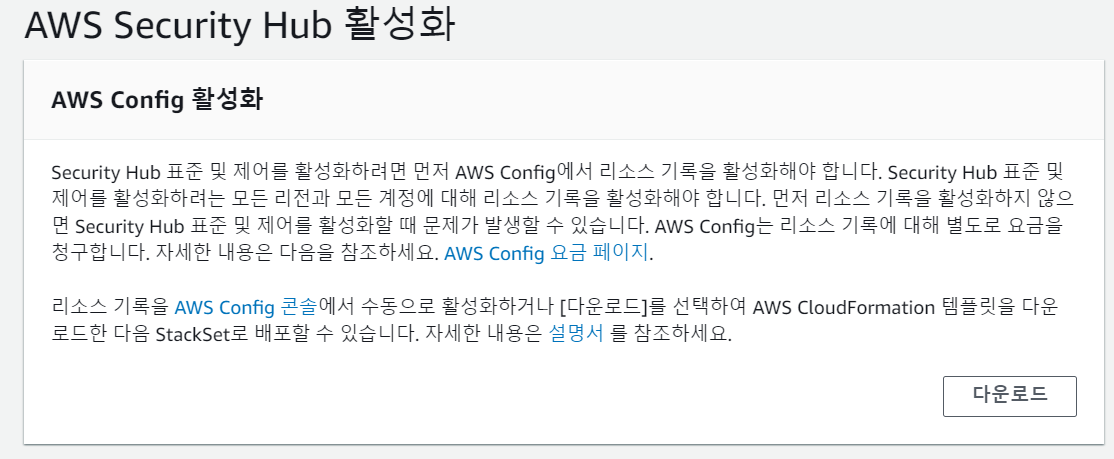 AWS Security Hub 활성화
AWS Config 활성화
Security Hub 표준 및 제어를 활성화하려면 먼저 AWS Config에서 리소스 기록을 활성화해야 합니다. Security Hub 표준 및
제어를 활성화하려는 모든 리전과 모든 계정에 대해 리소스 기록을 활성화해야 합니다. 먼저 리소스 기록을 활성화하지 않으
면 Security Hub 표준 및 제어를 활성화할 때 문제가 발생할 수 있습니다. AWS Config는 리소스 기록에 대해 별도로 요금을
청구합니다. 자세한 내용은 다음을 참조하세요. AWS Config 요금 페이지.
리소스 기록을 AWS Config 콘솔에서 수동으로 활성화하거나 [다운로드]를 선택하여 AWS CloudFormation 템플릿을 다운
로드한 다음 StackSet로 배포할 수 있습니다. 자세한 내용은 설명서 를 참조하세요.
다운로드